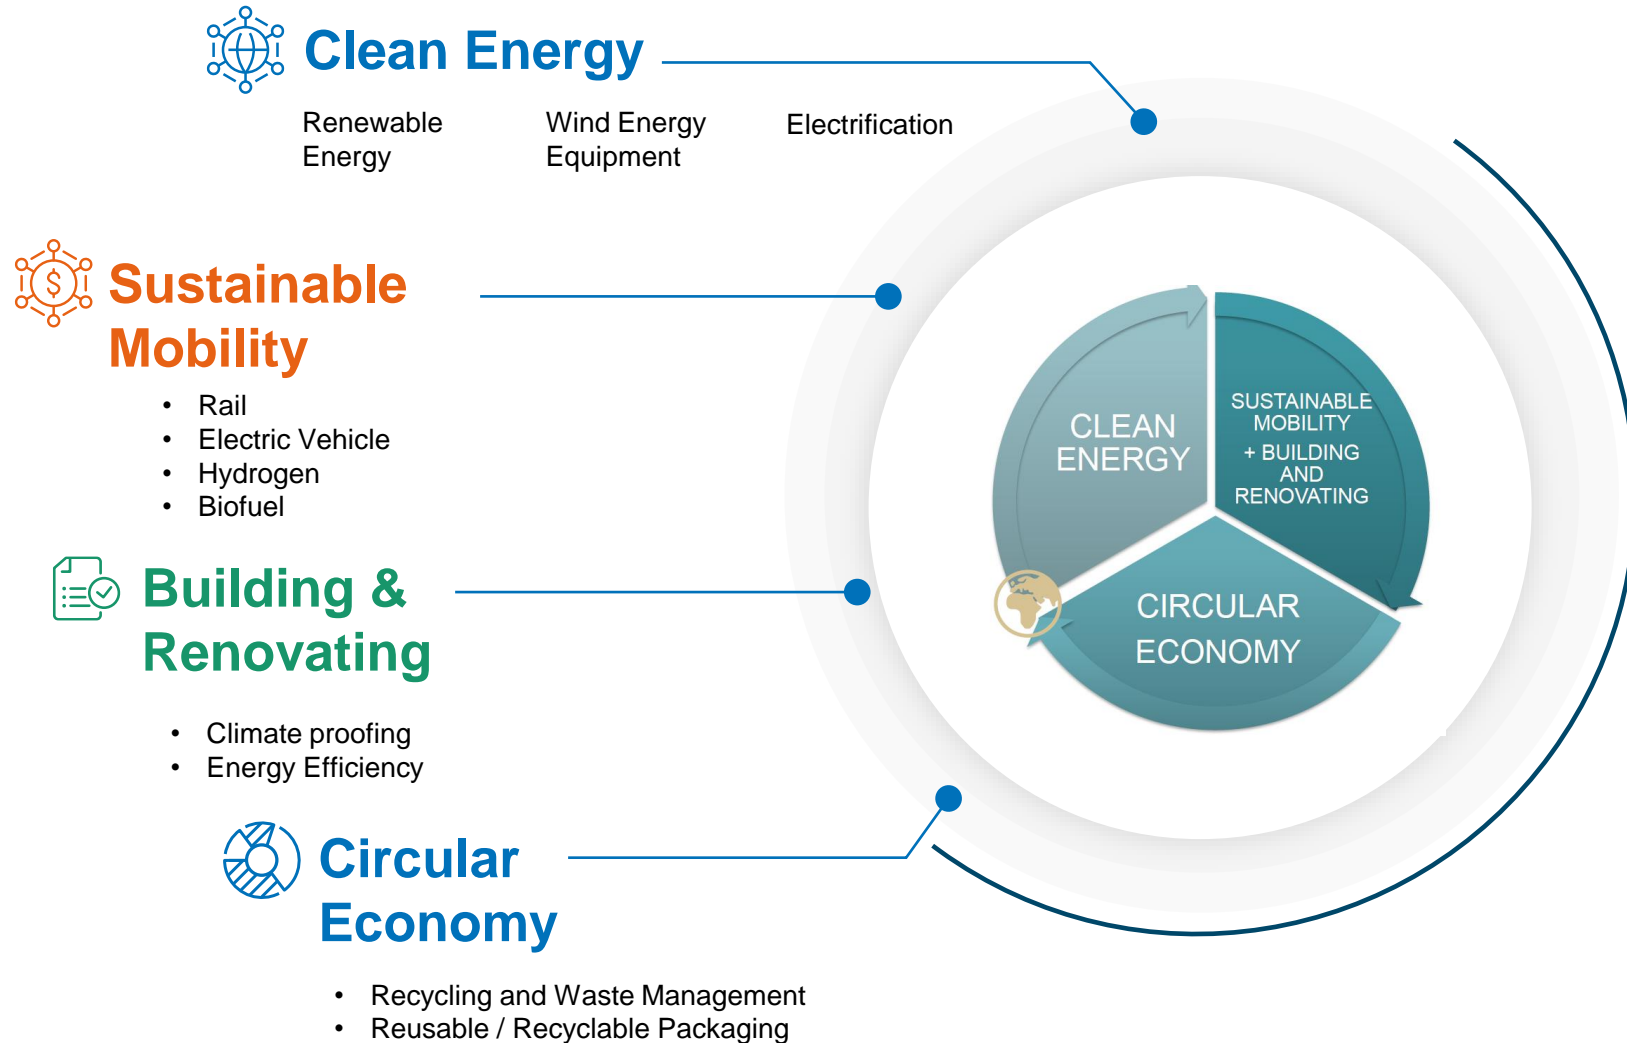 Clean Energy
Renewable
Energy
Wind Energy
Equipment
Electrification
Sustainable
Mobility
• Rail
• Electric Vehicle
• Hydrogen
• Biofuel
Building &
Renovating
• Climate proofing
• Energy Efficiency
Circular
Economy
• Recycling and Waste Management
• Reusable / Recyclable Packaging
CLEAN
ENERGY
SUSTAINABLE
MOBILITY
+ BUILDING
AND
RENOVATING
CIRCULAR
ECONOMY
$